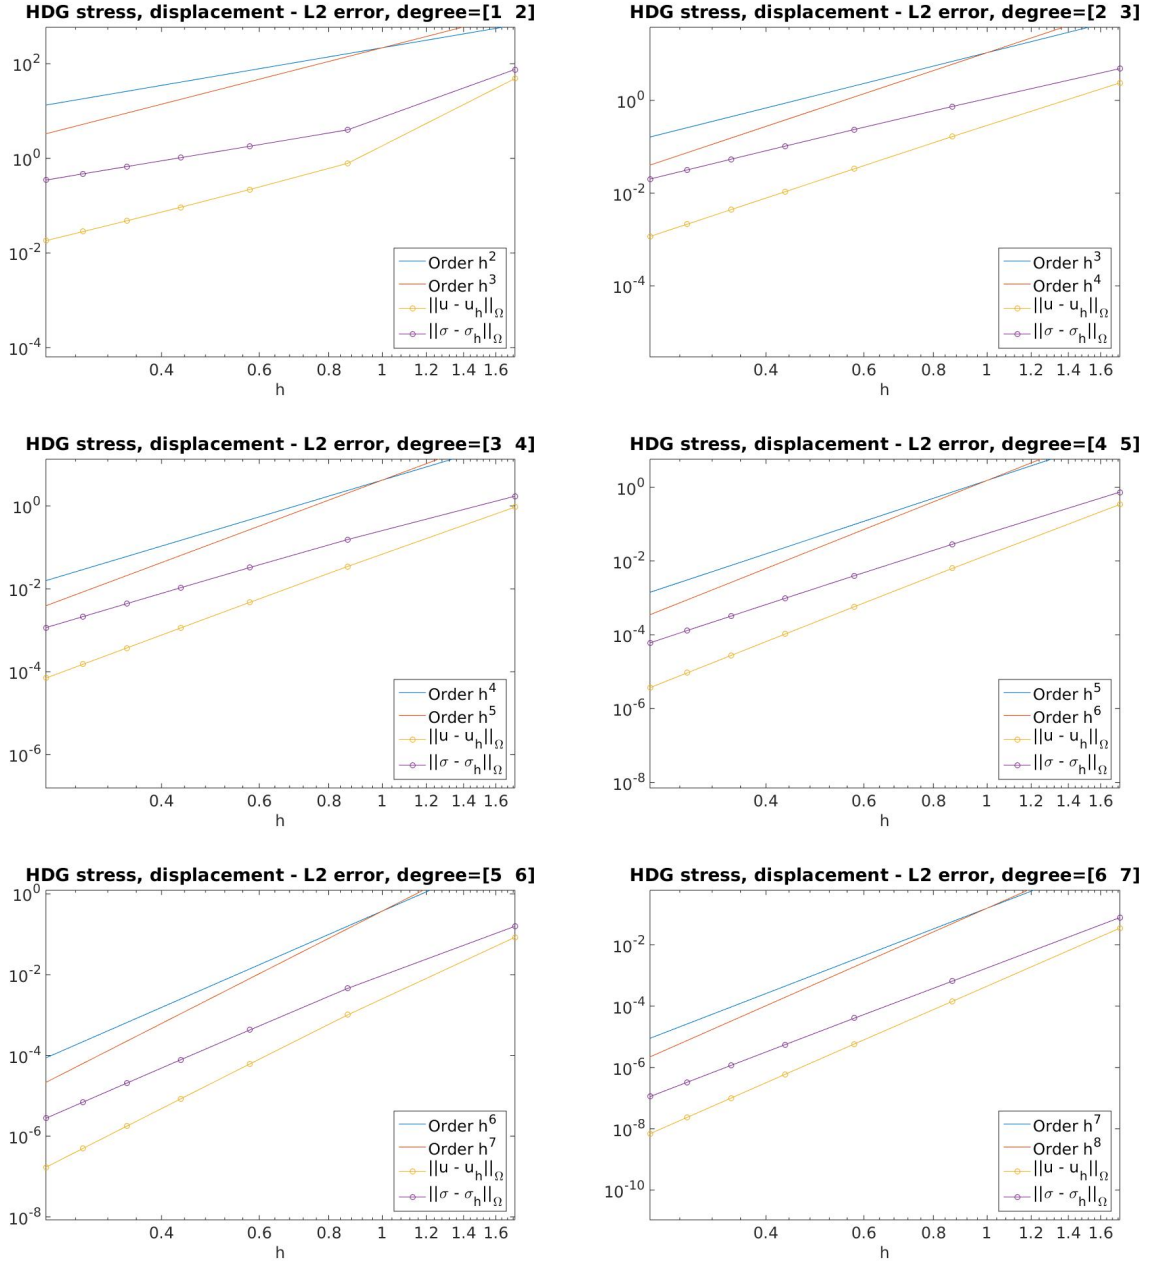 HDG stress, displacement - L2 error, degree=[1 2]
10^2
10^0
10^-2
10^-4
0.4 0.6 0.8 1 1.2 1.4 1.6
h
Order h^2
Order h^3
||u - u_h||_Ω
||σ - σ_h||_Ω
HDG stress, displacement - L2 error, degree=[2 3]
10^0
10^-2
10^-4
0.4 0.6 0.8 1 1.2 1.4 1.6
h
Order h^3
Order h^4
||u - u_h||_Ω
||σ - σ_h||_Ω
HDG stress, displacement - L2 error, degree=[3 4]
10^0
10^-2
10^-4
10^-6
0.4 0.6 0.8 1 1.2 1.4 1.6
h
Order h^4
Order h^5
||u - u_h||_Ω
||σ - σ_h||_Ω
HDG stress, displacement - L2 error, degree=[4 5]
10^0
10^-2
10^-4
10^-6
10^-8
0.4 0.6 0.8 1 1.2 1.4 1.6
h
Order h^5
Order h^6
||u - u_h||_Ω
||σ - σ_h||_Ω
HDG stress, displacement - L2 error, degree=[5 6]
10^0
10^-2
10^-4
10^-6
10^-8
0.4 0.6 0.8 1 1.2 1.4 1.6
h
Order h^6
Order h^7
||u - u_h||_Ω
||σ - σ_h||_Ω
HDG stress, displacement - L2 error, degree=[6 7]
10^-2
10^-4
10^-6
10^-8
10^-10
0.4 0.6 0.8 1 1.2 1.4 1.6
h
Order h^7
Order h^8
||u - u_h||_Ω
||σ - σ_h||_Ω